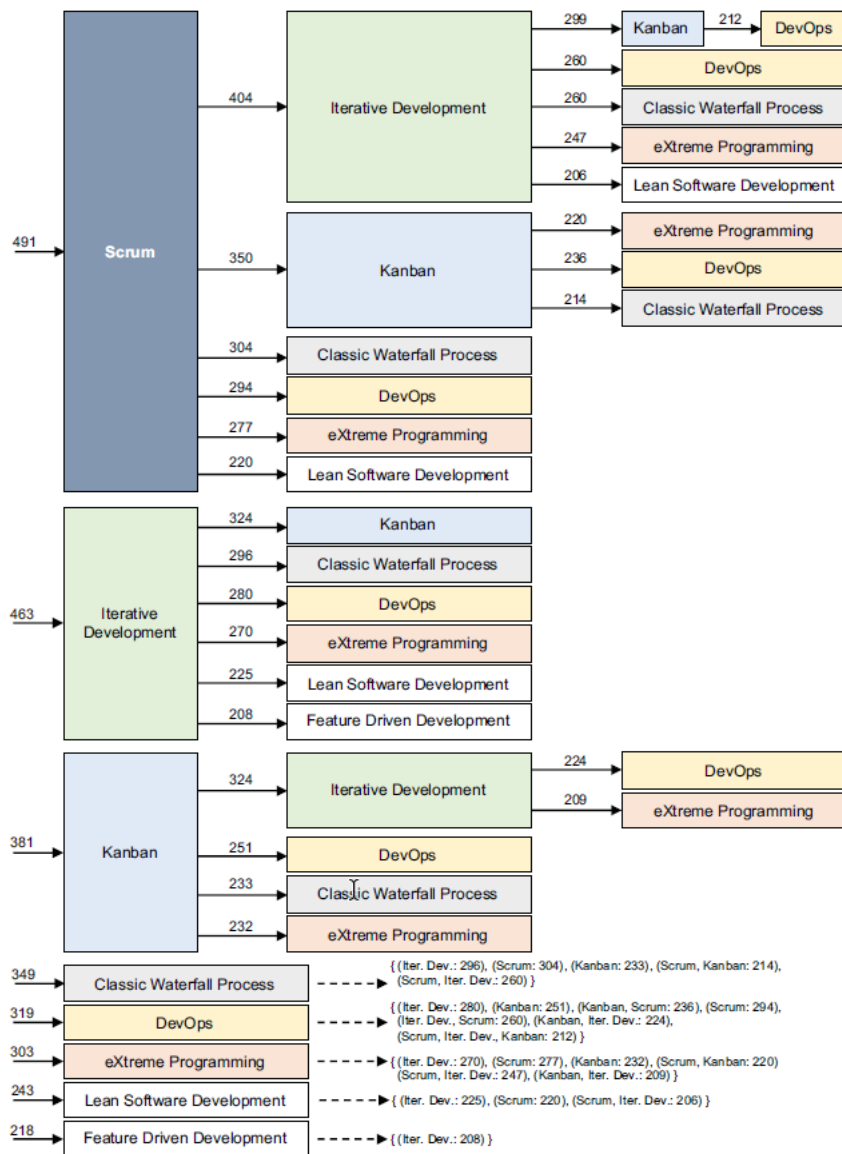 491
Scrum
404
Iterative Development
299
Kanban
212
DevOps
260
DevOps
260
Classic Waterfall Process
247
eXtreme Programming
206
Lean Software Development
350
Kanban
220
eXtreme Programming
236
DevOps
214
Classic Waterfall Process
304
Classic Waterfall Process
294
DevOps
277
eXtreme Programming
220
Lean Software Development
463
Iterative
Development
324
Kanban
296
Classic Waterfall Process
280
DevOps
270
eXtreme Programming
225
Lean Software Development
208
Feature Driven Development
381
Kanban
324
Iterative Development
224
DevOps
209
eXtreme Programming
251
DevOps
233
Classic Waterfall Process
232
eXtreme Programming
349
Classic Waterfall Process
{ (Iter. Dev.: 296), (Scrum: 304), (Kanban: 233), (Scrum, Kanban: 214),
(Scrum, Iter. Dev.: 260) }
319
DevOps
{ (Iter. Dev.: 280), (Kanban: 251), (Kanban, Scrum: 236), (Scrum: 294),
(Iter. Dev., Scrum: 260), (Kanban, Iter. Dev.: 224),
(Scrum, Iter. Dev., Kanban: 212) }
303
eXtreme Programming
{ (Iter. Dev.: 270), (Scrum: 277), (Kanban: 232), (Scrum, Kanban: 220)
(Scrum, Iter. Dev.: 247), (Kanban, Iter. Dev.: 209) }
243
Lean Software Development
{ (Iter. Dev.: 225), (Scrum: 220), (Scrum, Iter. Dev.: 206) }
218
Feature Driven Development
{ (Iter. Dev.: 208) }